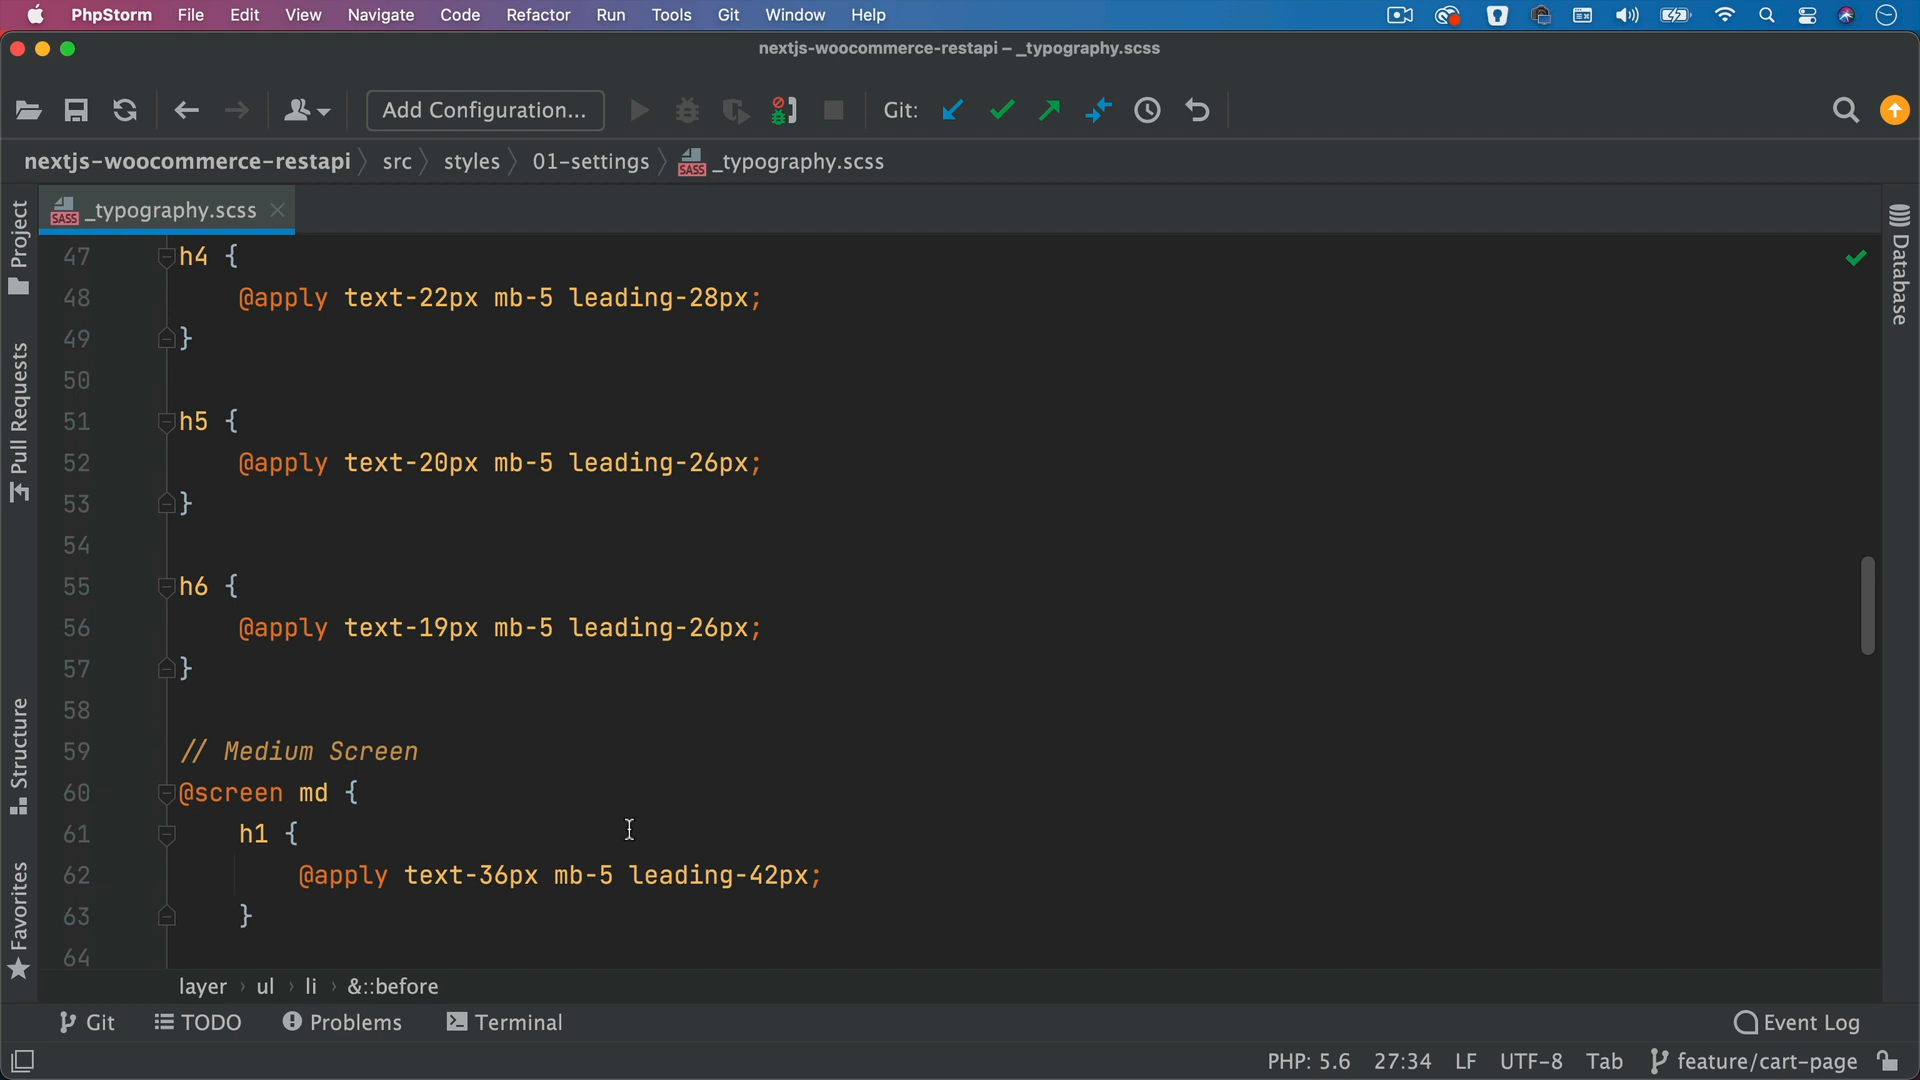 PhpStorm File Edit View Navigate Code Refactor Run Tools Git Window Help
nextjs-woocommerce-restapi – _typography.scss
Add Configuration... Git:
nextjs-woocommerce-restapi src styles 01-settings SASS _typography.scss
SASS _typography.scss
Project
Pull Requests
Structure
Favorites
Database
47 h4 {
48 @apply text-22px mb-5 leading-28px;
49 }
50
51 h5 {
52 @apply text-20px mb-5 leading-26px;
53 }
54
55 h6 {
56 @apply text-19px mb-5 leading-26px;
57 }
58
59 // Medium Screen
60 @screen md {
61 h1 {
62 @apply text-36px mb-5 leading-42px;
63 }
64
layer › ul › li › &::before
Git TODO Problems Terminal Event Log
PHP: 5.6 27:34 LF UTF-8 Tab feature/cart-page